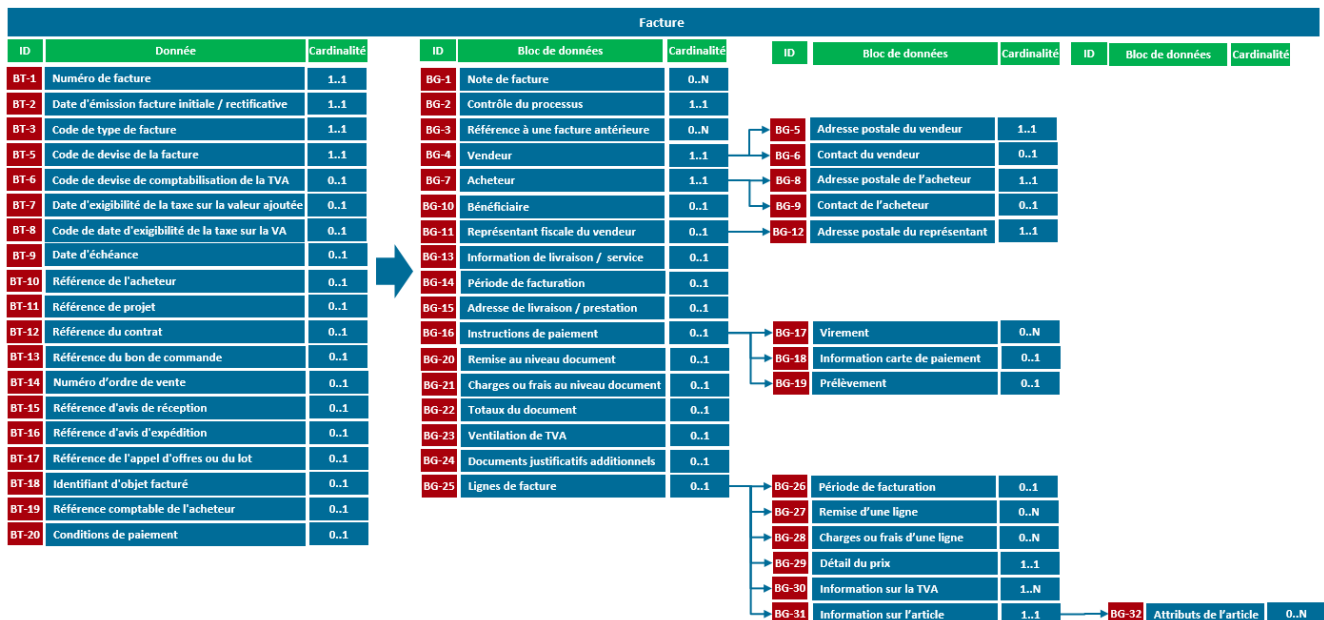 Facture
ID Donnée Cardinalité
BT-1 Numéro de facture 1..1
BT-2 Date d'émission facture initiale / rectificative 1..1
BT-3 Code de type de facture 1..1
BT-5 Code de devise de la facture 1..1
BT-6 Code de devise de comptabilisation de la TVA 0..1
BT-7 Date d'exigibilité de la taxe sur la valeur ajoutée 0..1
BT-8 Code de date d'exigibilité de la taxe sur la VA 0..1
BT-9 Date d'échéance 0..1
BT-10 Référence de l'acheteur 0..1
BT-11 Référence de projet 0..1
BT-12 Référence du contrat 0..1
BT-13 Référence du bon de commande 0..1
BT-14 Numéro d’ordre de vente 0..1
BT-15 Référence d'avis de réception 0..1
BT-16 Référence d'avis d'expédition 0..1
BT-17 Référence de l'appel d'offres ou du lot 0..1
BT-18 Identifiant d'objet facturé 0..1
BT-19 Référence comptable de l'acheteur 0..1
BT-20 Conditions de paiement 0..1
ID Bloc de données Cardinalité
BG-1 Note de facture 0..N
BG-2 Contrôle du processus 1..1
BG-3 Référence à une facture antérieure 0..N
BG-4 Vendeur 1..1
BG-7 Acheteur 1..1
BG-10 Bénéficiaire 0..1
BG-11 Représentant fiscale du vendeur 0..1
BG-13 Information de livraison / service 0..1
BG-14 Période de facturation 0..1
BG-15 Adresse de livraison / prestation 0..1
BG-16 Instructions de paiement 0..1
BG-20 Remise au niveau document 0..1
BG-21 Charges ou frais au niveau document 0..1
BG-22 Totaux du document 0..1
BG-23 Ventilation de TVA 0..1
BG-24 Documents justificatifs additionnels 0..1
BG-25 Lignes de facture 0..1
ID Bloc de données Cardinalité
BG-5 Adresse postale du vendeur 1..1
BG-6 Contact du vendeur 0..1
BG-8 Adresse postale de l’acheteur 1..1
BG-9 Contact de l’acheteur 0..1
BG-12 Adresse postale du représentant 1..1
BG-17 Virement 0..N
BG-18 Information carte de paiement 0..1
BG-19 Prélèvement 0..1
BG-26 Période de facturation 0..1
BG-27 Remise d’une ligne 0..N
BG-28 Charges ou frais d’une ligne 0..N
BG-29 Détail du prix 1..1
BG-30 Information sur la TVA 1..N
BG-31 Information sur l’article 1..1
ID Bloc de données Cardinalité
BG-32 Attributs de l’article 0..N